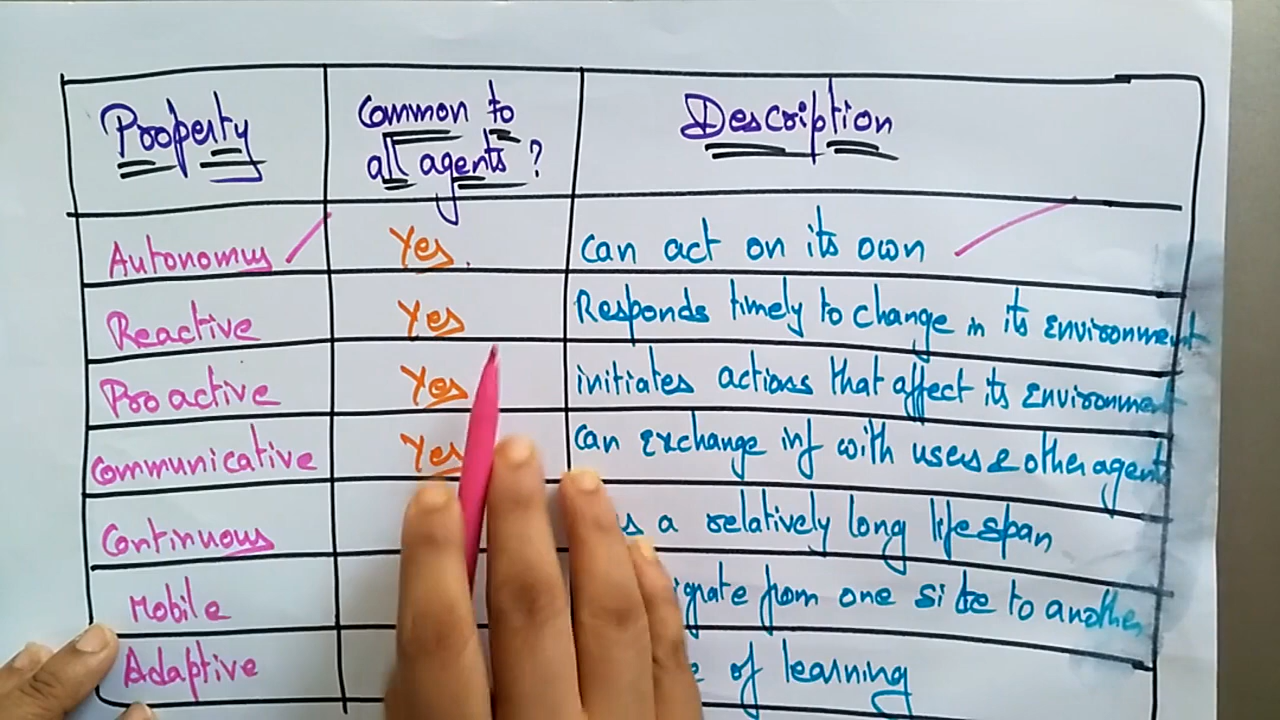 Property Common to all agents? Description
Autonomus Yes. Can act on its own
Reactive Yes Responds timely to change in its Environment
Proactive Yes initiates actions that affect its Environment
Communicative Yes Can Exchange inf with users & other agent
Continuous a relatively long lifespan
Mobile from one site to another
Adaptive of learning